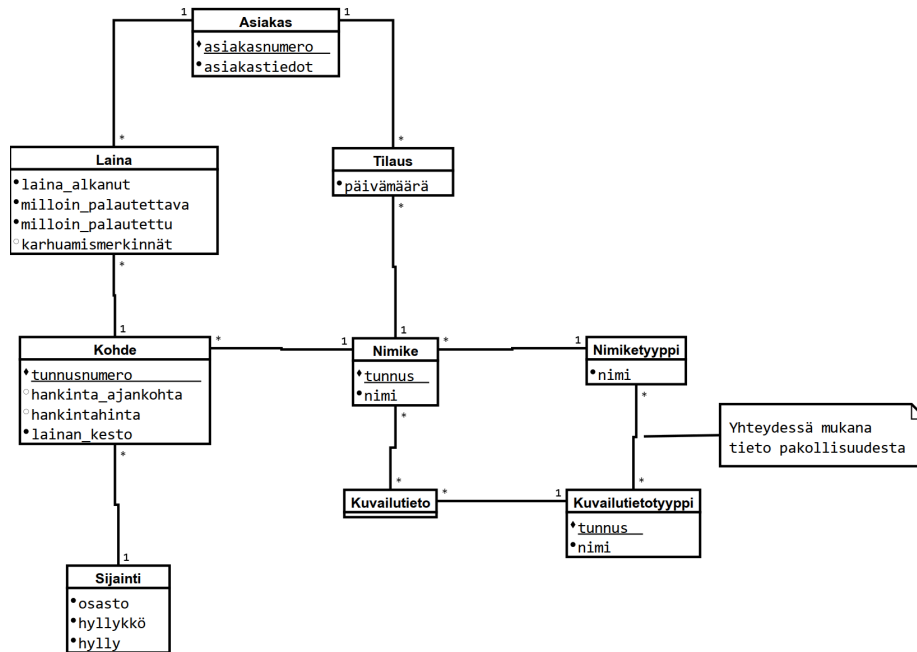 Asiakas
asiakasnumero
asiakastiedot
1
1
*
*
Laina
laina_alkanut
milloin_palautettava
milloin_palautettu
karhuamismerkinnät
Tilaus
päivämäärä
*
*
1
1
Kohde
tunnusnumero
hankinta_ajankohta
hankintahinta
lainan_kesto
*
1
Nimike
tunnus
nimi
*
1
Nimiketyyppi
nimi
*
*
*
Yhteydessä mukana
tieto pakollisuudesta
*
*
Kuvailutieto
*
1
Kuvailutietotyyppi
tunnus
nimi
1
Sijainti
osasto
hyllykkö
hylly